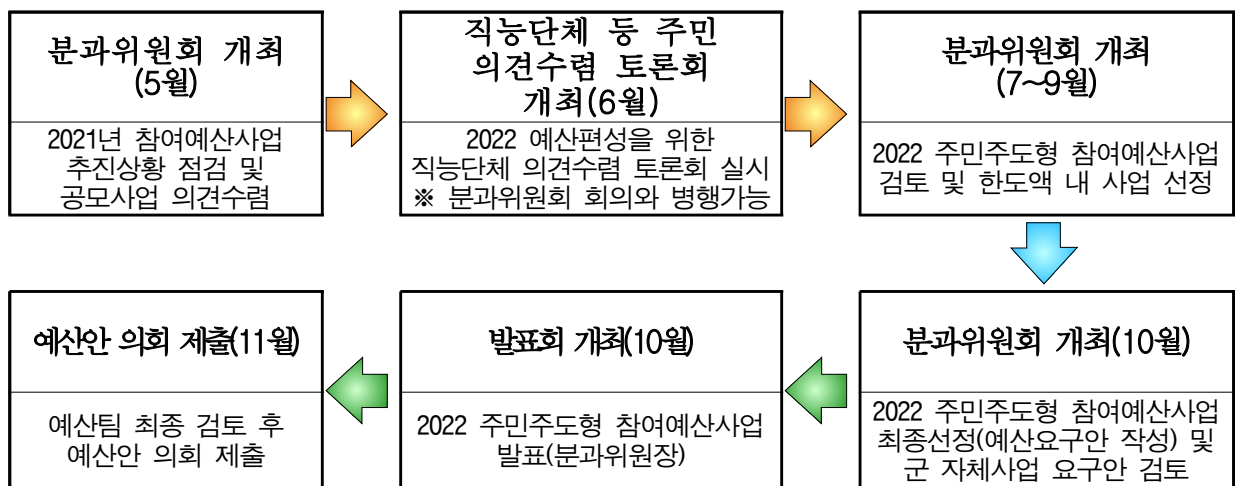 분과위원회 개최
(5월)
2021년 참여예산사업
추진상황 점검 및
공모사업 의견수렴
직능단체 등 주민
의견수렴 토론회
개최(6월)
2022 예산편성을 위한
직능단체 의견수렴 토론회 실시
※ 분과위원회 회의와 병행가능
분과위원회 개최
(7~9월)
2022 주민주도형 참여예산사업
검토 및 한도액 내 사업 선정
분과위원회 개최(10월)
2022 주민주도형 참여예산사업
최종선정(예산요구안 작성) 및
군 자체사업 요구안 검토
발표회 개최(10월)
2022 주민주도형 참여예산사업
발표(분과위원장)
예산안 의회 제출(11월)
예산팀 최종 검토 후
예산안 의회 제출